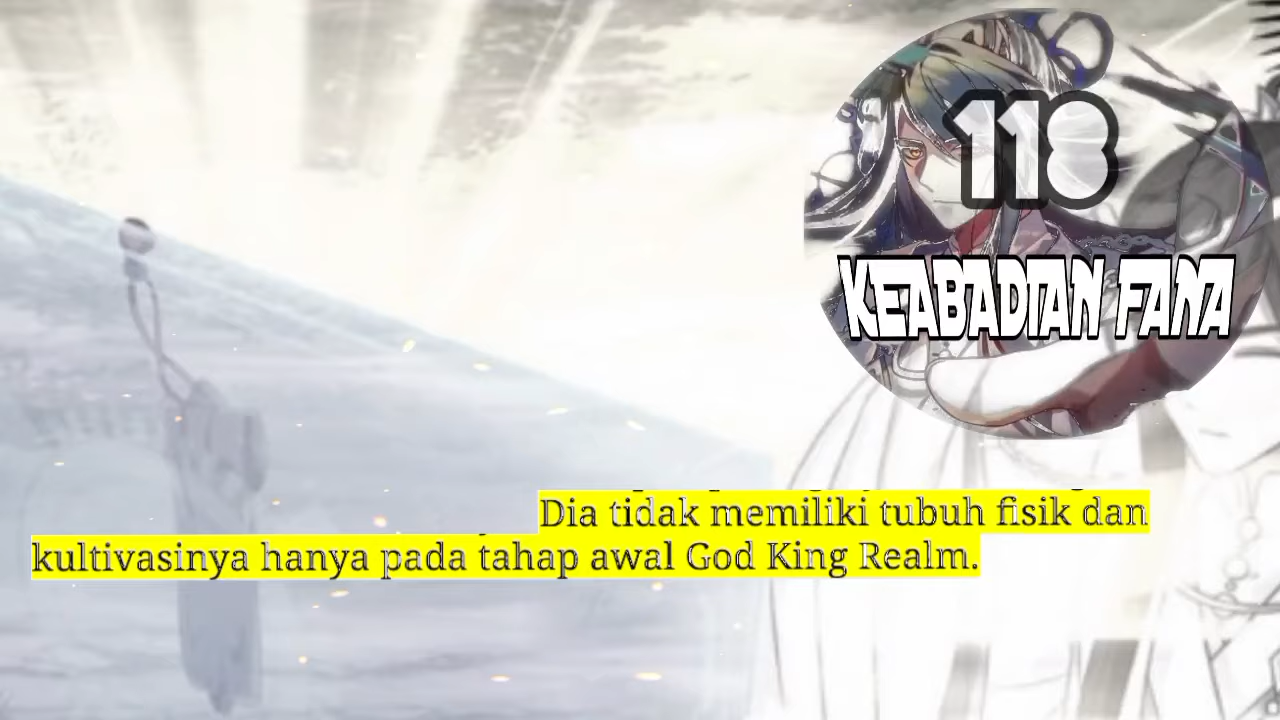 118
KEABADIAN FANA
Dia tidak memiliki tubuh fisik dan
kultivasinya hanya pada tahap awal God King Realm.